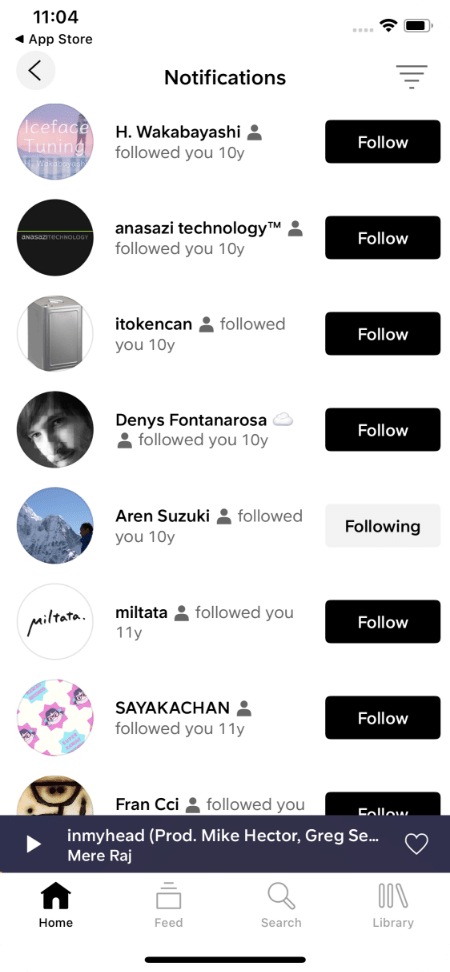 11:04
◀ App Store
Notifications
Iceface
Tuning
H. Wakabayashi
followed you 10y
Follow
ANASAZITECHNOLOGY
anasazi technology™
followed you 10y
Follow
itokencan followed
you 10y
Follow
Denys Fontanarosa
followed you 10y
Follow
Aren Suzuki followed
you 10y
Following
miltata.
miltata followed you
11y
Follow
SAYAKACHAN
followed you 11y
Follow
Fran Cci followed you
Follow
inmyhead (Prod. Mike Hector, Greg Se...
Mere Raj
Home
Feed
Search
Library